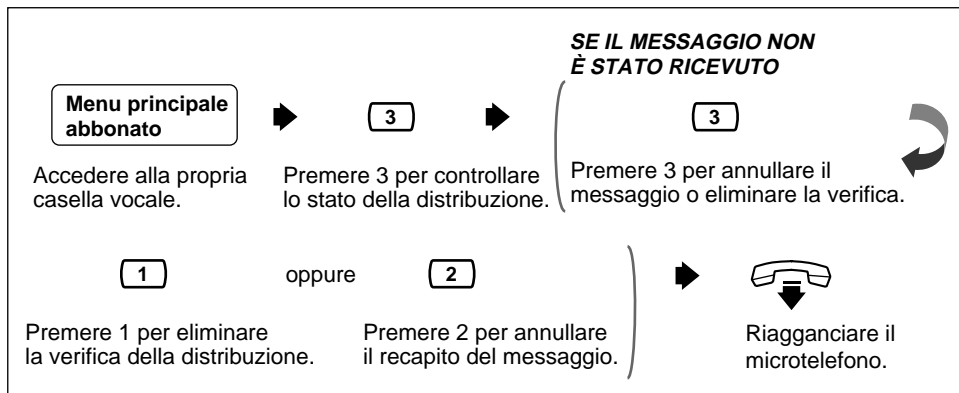 SE IL MESSAGGIO NON
È STATO RICEVUTO
Menu principale
abbonato
3
3
Accedere alla propria
casella vocale.
Premere 3 per controllare
lo stato della distribuzione.
Premere 3 per annullare il
messaggio o eliminare la verifica.
1
oppure
2
Premere 1 per eliminare
la verifica della distribuzione.
Premere 2 per annullare
il recapito del messaggio.
Riagganciare il
microtelefono.